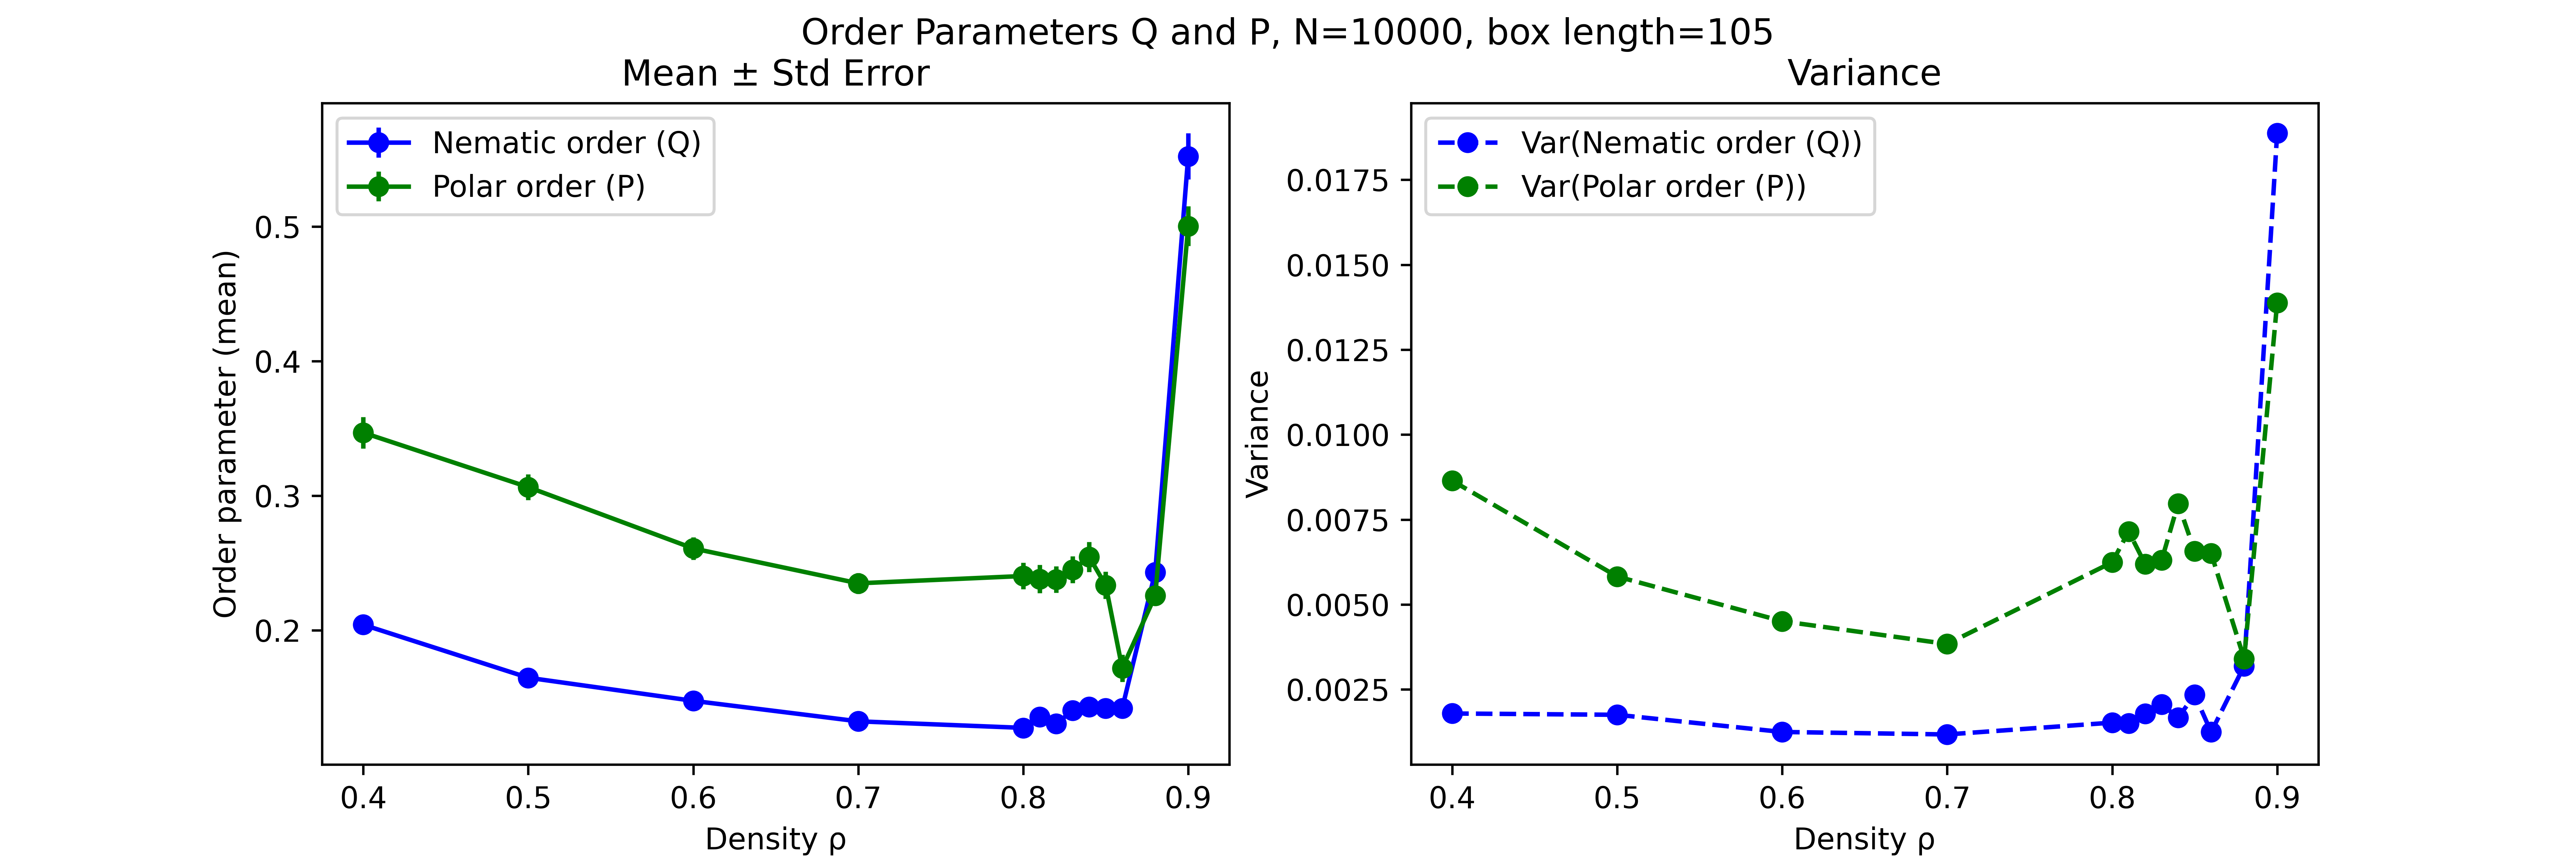 Order Parameters Q and P, N=10000, box length=105
Mean ± Std Error
Nematic order (Q)
Polar order (P)
Order parameter (mean)
0.5
0.4
0.3
0.2
0.4 0.5 0.6 0.7 0.8 0.9
Density ρ
Variance
Var(Nematic order (Q))
Var(Polar order (P))
Variance
0.0175
0.0150
0.0125
0.0100
0.0075
0.0050
0.0025
0.4 0.5 0.6 0.7 0.8 0.9
Density ρ